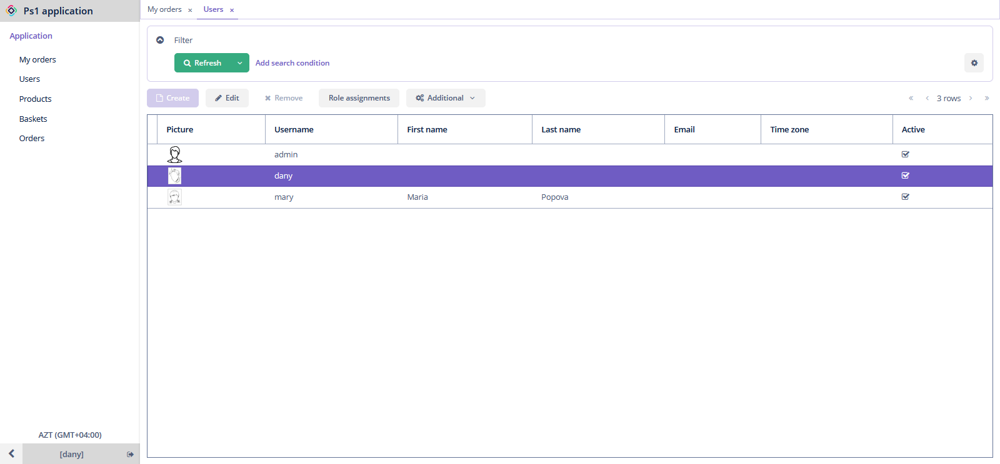 Ps1 application
My orders
Users
Application
My orders
Users
Products
Baskets
Orders
AZT (GMT+04:00)
[dany]
Filter
Refresh
Add search condition
Create
Edit
Remove
Role assignments
Additional
3 rows
Picture Username First name Last name Email Time zone Active
admin
dany
mary Maria Popova